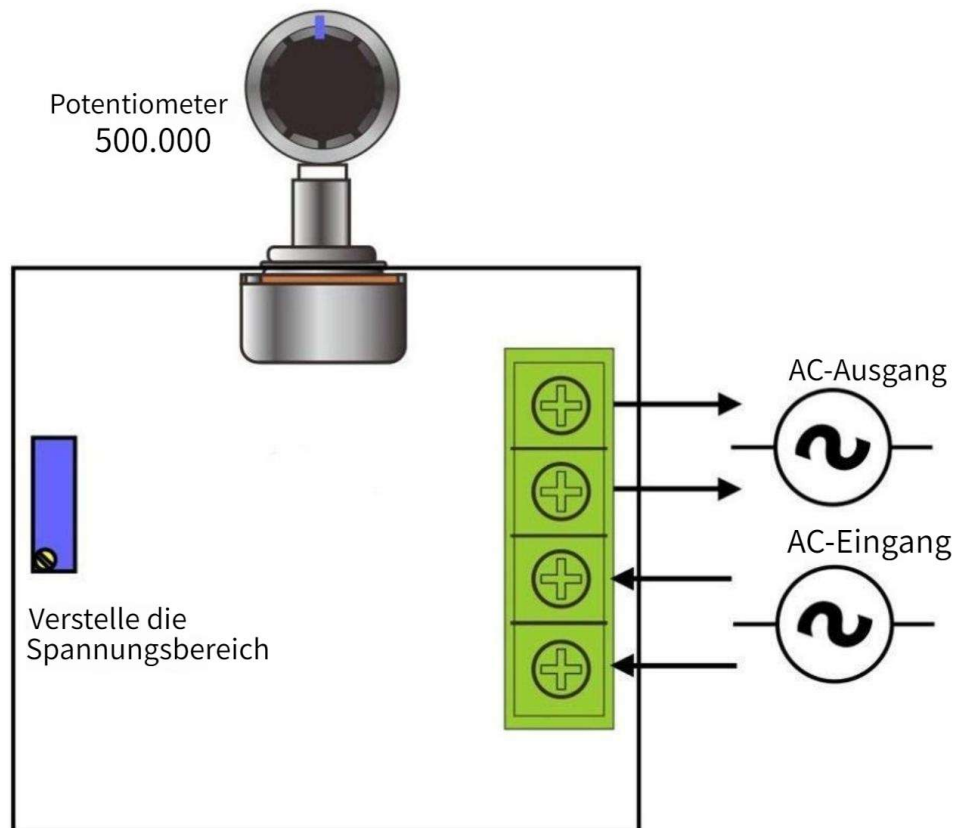 Potentiometer
500.000
AC-Ausgang
AC-Eingang
Verstelle die
Spannungsbereich